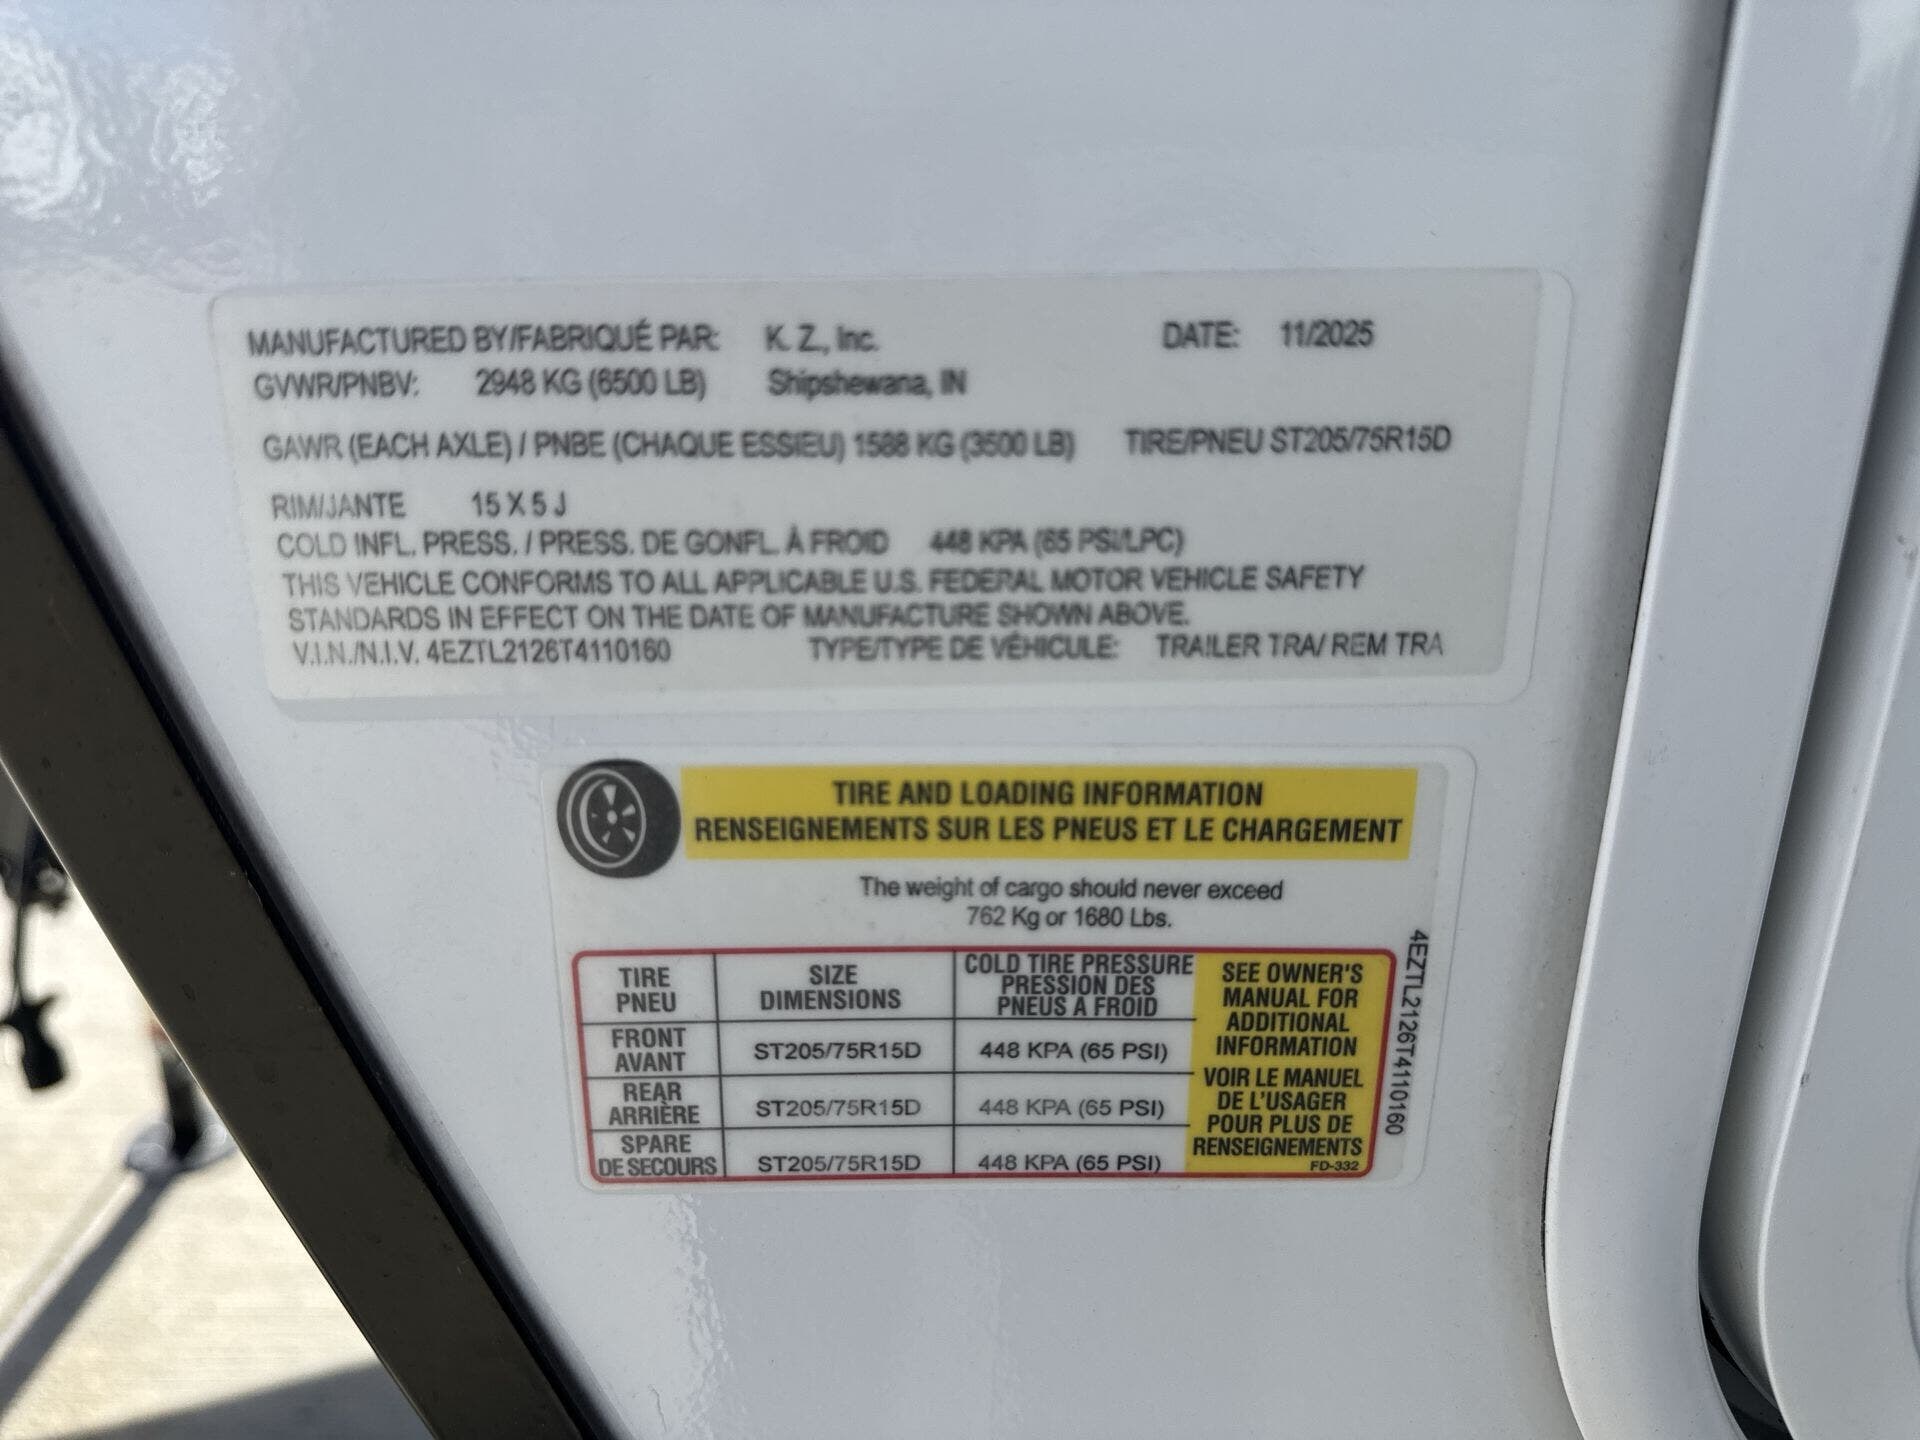 MANUFACTURED BY/FABRIQUÉ PAR: K. Z., Inc. DATE: 11/2025
GVWR/PNBV: 2948 KG (6500 LB) Shipshewana, IN
GAWR (EACH AXLE) / PNBE (CHAQUE ESSIEU) 1588 KG (3500 LB) TIRE/PNEU ST205/75R15D
RIM/JANTE 15 X 5 J
COLD INFL. PRESS. / PRESS. DE GONFL. À FROID 448 KPA (65 PSI/LPC)
THIS VEHICLE CONFORMS TO ALL APPLICABLE U.S. FEDERAL MOTOR VEHICLE SAFETY
STANDARDS IN EFFECT ON THE DATE OF MANUFACTURE SHOWN ABOVE.
V.I.N./N.I.V. 4EZTL2126T4110160 TYPE/TYPE DE VÉHICULE: TRAILER TRA/ REM TRA
TIRE AND LOADING INFORMATION
RENSEIGNEMENTS SUR LES PNEUS ET LE CHARGEMENT
The weight of cargo should never exceed
762 Kg or 1680 Lbs.
TIRE
PNEU
SIZE
DIMENSIONS
COLD TIRE PRESSURE
PRESSION DES
PNEUS A FROID
FRONT
AVANT
ST205/75R15D
448 KPA (65 PSI)
REAR
ARRIÈRE
ST205/75R15D
448 KPA (65 PSI)
SPARE
DE SECOURS
ST205/75R15D
448 KPA (65 PSI)
SEE OWNER'S
MANUAL FOR
ADDITIONAL
INFORMATION
VOIR LE MANUEL
DE L'USAGER
POUR PLUS DE
RENSEIGNEMENTS
FD-332
4EZTL2126T4110160